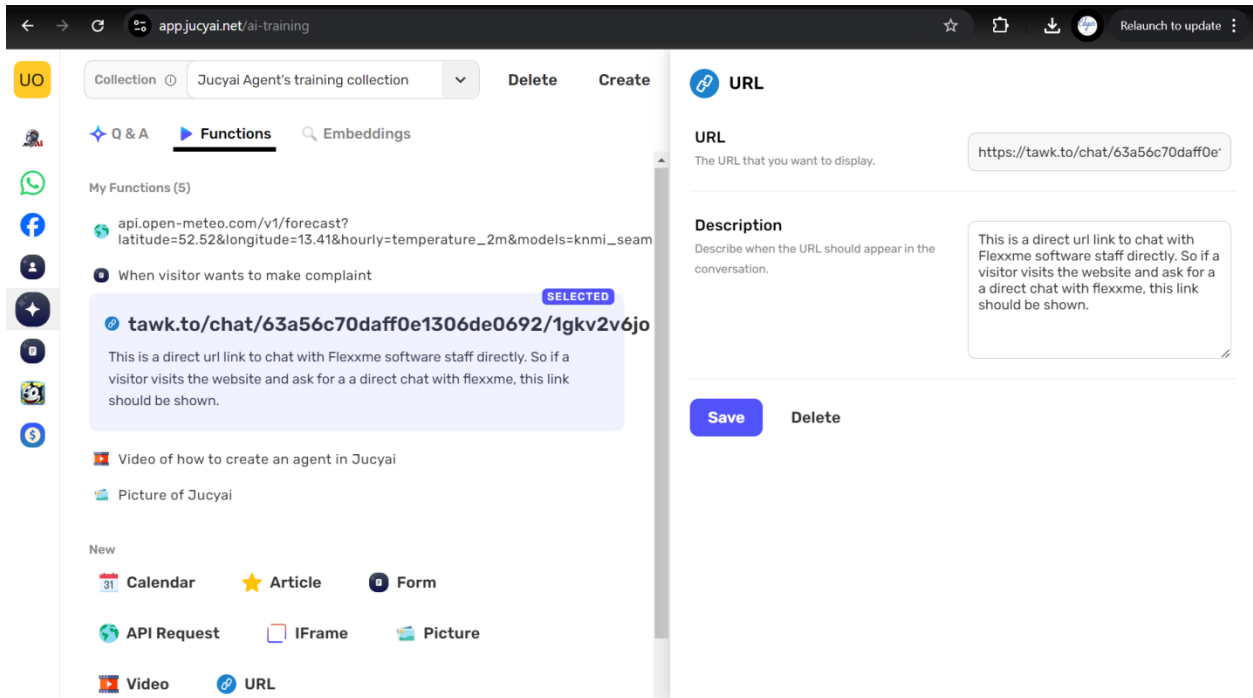 app.jucyai.net/ai-training
Relaunch to update
UO
Collection
Jucyai Agent's training collection
Delete
Create
Q & A
Functions
Embeddings
My Functions (5)
api.open-meteo.com/v1/forecast?
latitude=52.52&longitude=13.41&hourly=temperature_2m&models=knmi_seam
When visitor wants to make complaint
SELECTED
tawk.to/chat/63a56c70daff0e1306de0692/1gkv2v6jo
This is a direct url link to chat with Flexxme software staff directly. So if a
visitor visits the website and ask for a a direct chat with flexxme, this link
should be shown.
Video of how to create an agent in Jucyai
Picture of Jucyai
New
31 Calendar
Article
Form
API Request
IFrame
Picture
Video
URL
URL
URL
The URL that you want to display.
https://tawk.to/chat/63a56c70daff0e
Description
Describe when the URL should appear in the
conversation.
This is a direct url link to chat with
Flexxme software staff directly. So if a
visitor visits the website and ask for a
a direct chat with flexxme, this link
should be shown.
Save
Delete